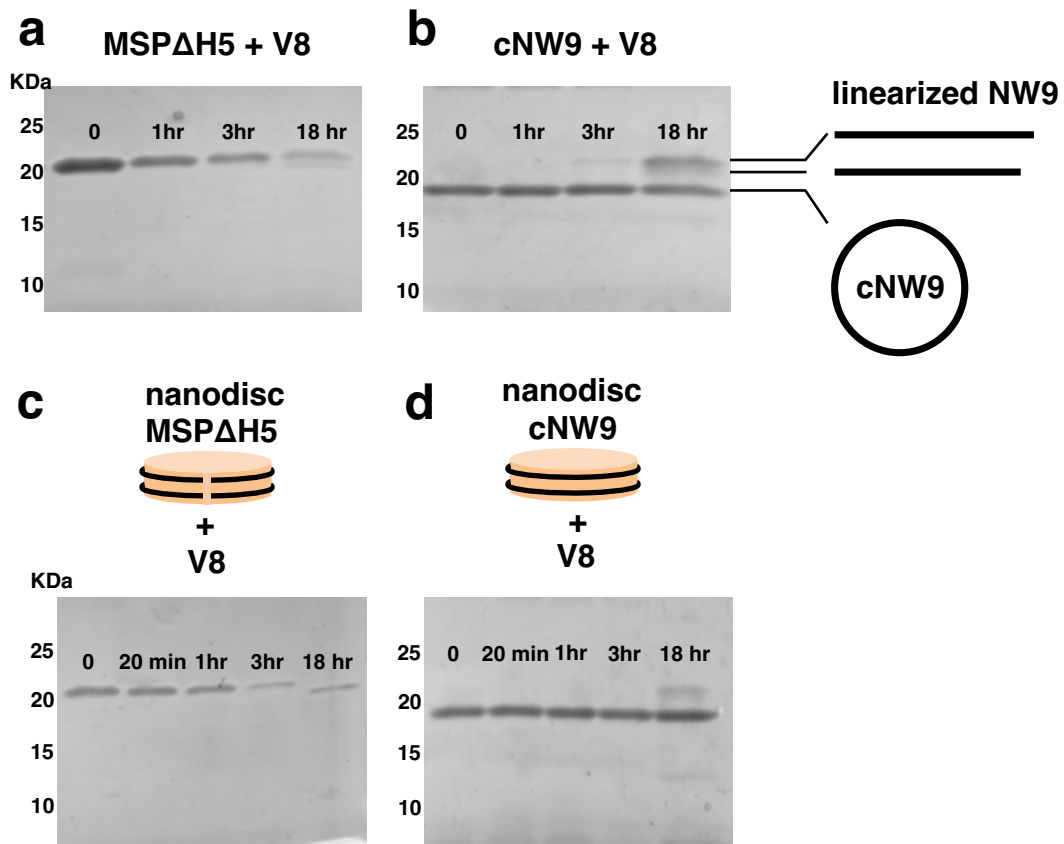 a
MSPΔH5 + V8
KDa
25
20
15
10
0 1hr 3hr 18 hr
b
cNW9 + V8
25
20
15
10
0 1hr 3hr 18 hr
linearized NW9
cNW9
c
nanodisc
MSPΔH5
+
V8
KDa
25
20
15
10
0 20 min 1hr 3hr 18 hr
d
nanodisc
cNW9
+
V8
25
20
15
10
0 20 min 1hr 3hr 18 hr